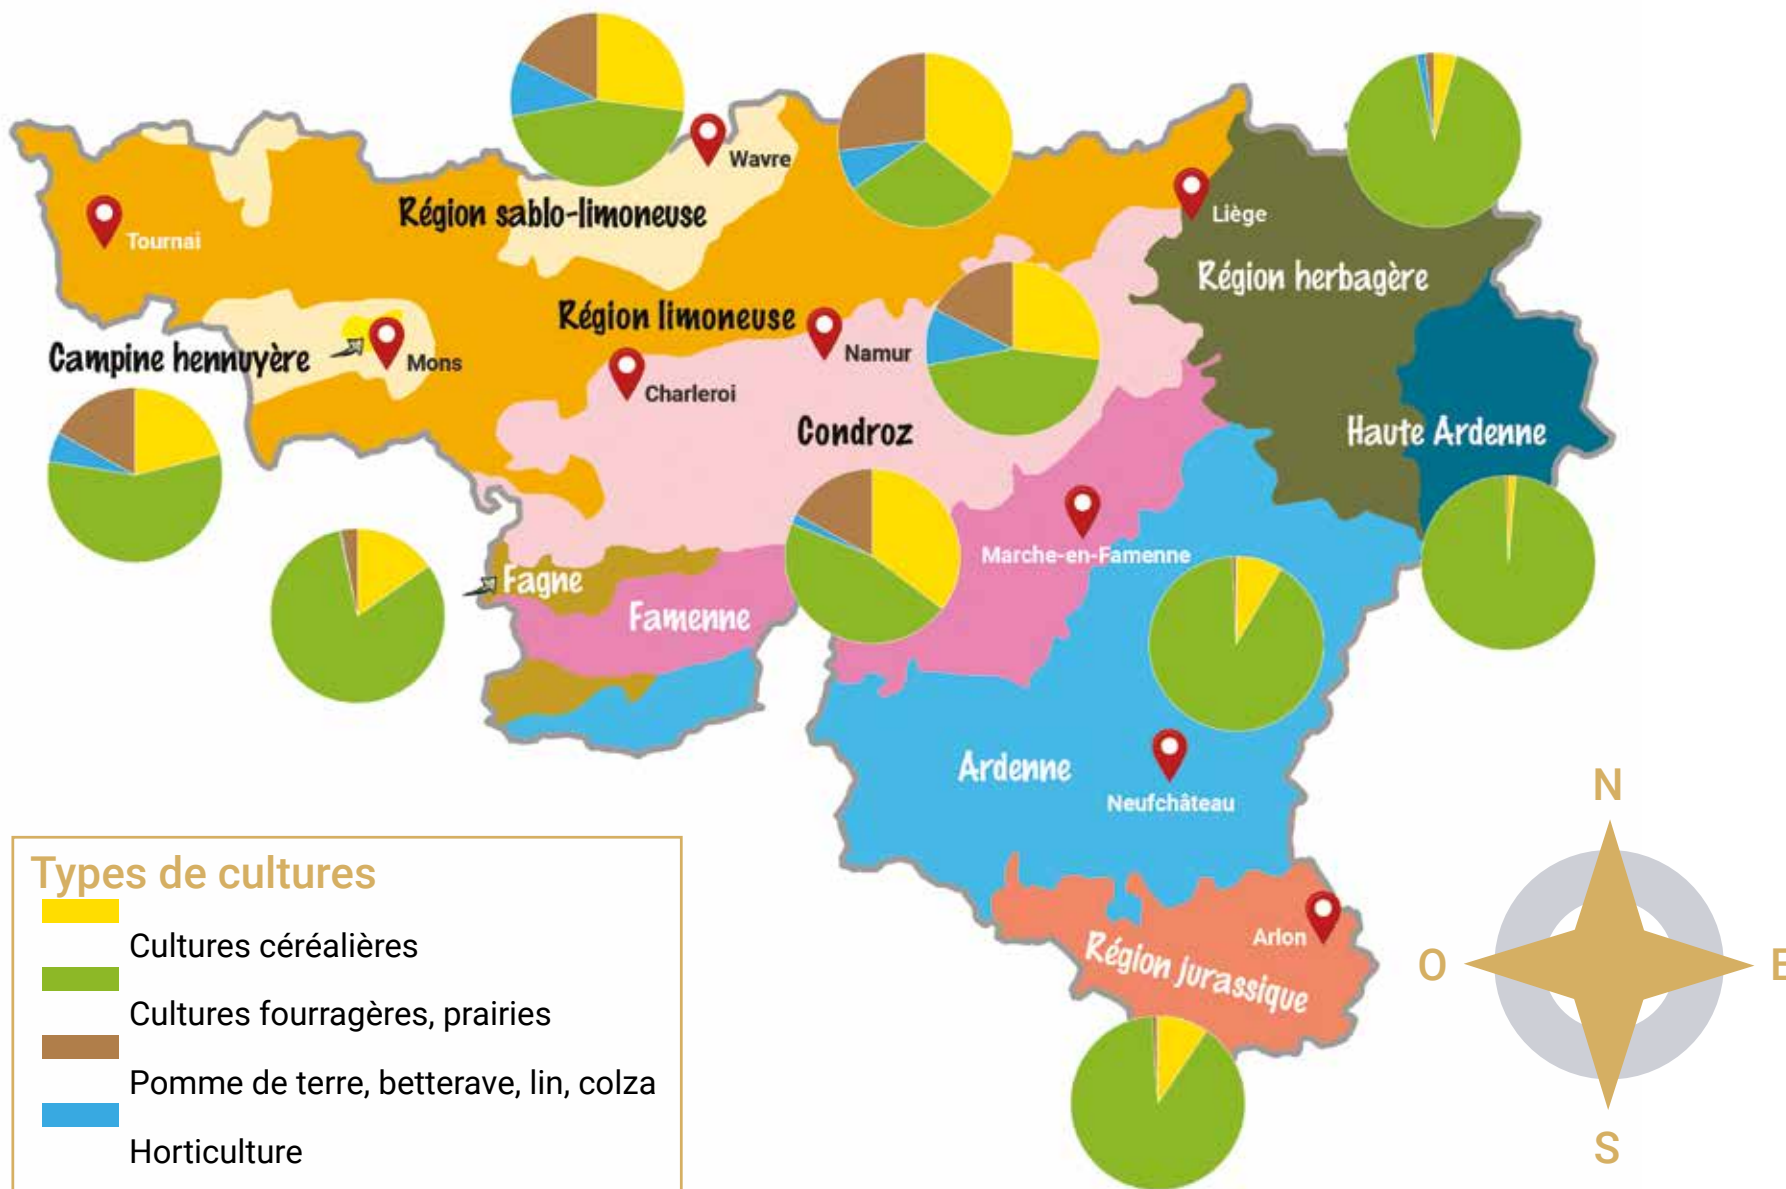 Wavre
Région sablo-limoneuse
Tournai
Liège
Région herbagère
Région limoneuse
Campine hennuyère
Mons
Namur
Charleroi
Condroz
Haute Ardenne
Marche-en-Famenne
Fagne
Famenne
Ardenne
Neufchâteau
Arlon
Région jurassique
N
O
E
S
Types de cultures
Cultures céréalières
Cultures fourragères, prairies
Pomme de terre, betterave, lin, colza
Horticulture